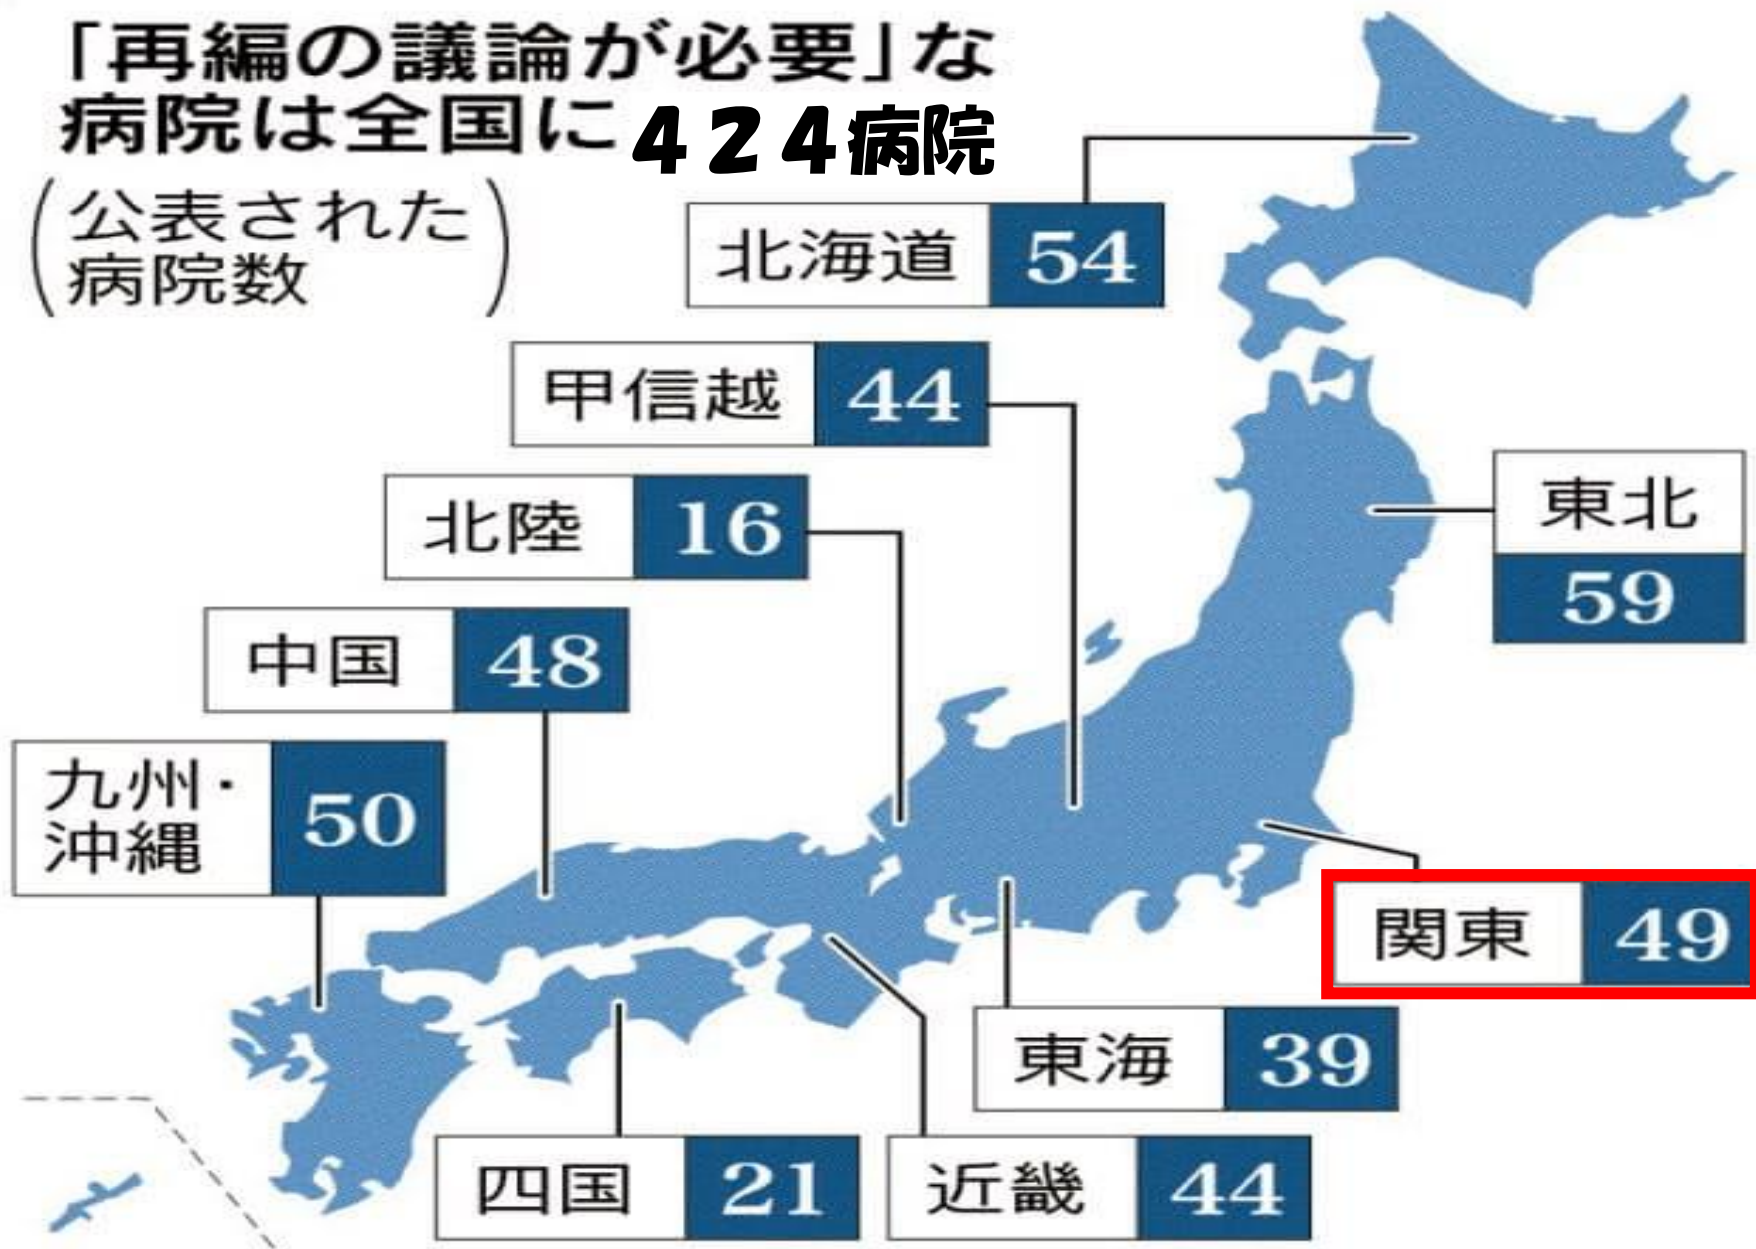 「再編の議論が必要」な
病院は全国に４２４病院
(公表された
病院数)
北海道 54
甲信越 44
北陸 16
東北
59
中国 48
九州・
沖縄
50
関東 49
東海 39
四国 21
近畿 44